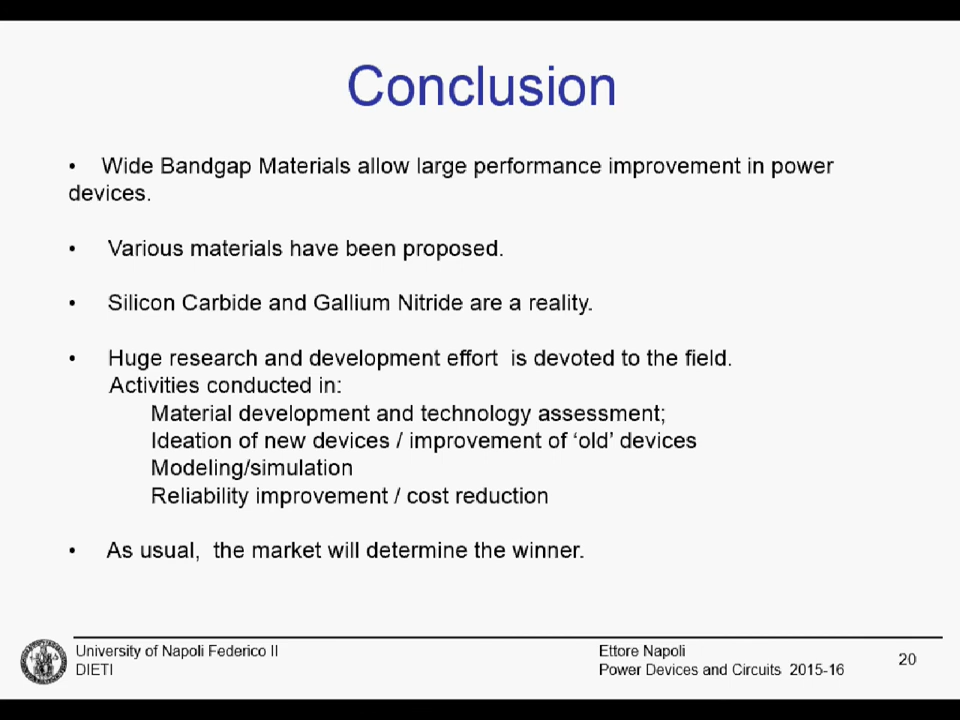 Conclusion
• Wide Bandgap Materials allow large performance improvement in power
devices.
• Various materials have been proposed.
• Silicon Carbide and Gallium Nitride are a reality.
• Huge research and development effort is devoted to the field.
Activities conducted in:
Material development and technology assessment;
Ideation of new devices / improvement of ‘old’ devices
Modeling/simulation
Reliability improvement / cost reduction
• As usual, the market will determine the winner.
University of Napoli Federico II
DIETI
Ettore Napoli
Power Devices and Circuits 2015-16
20